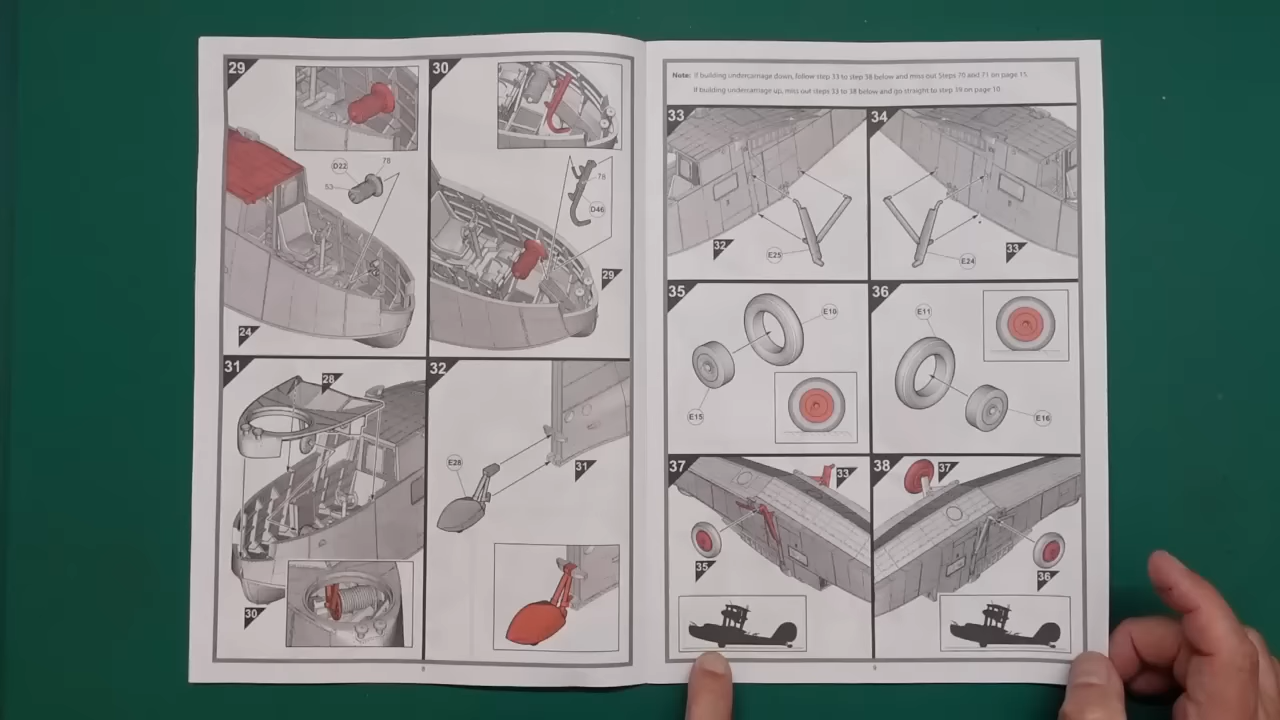 29
78
D22
53
24
30
79
D46
29
31
28
30
32
E28
31
Note: If building undercarriage down, follow step 33 to step 38 below and miss out Steps 70 and 71 on page 15.
If building undercarriage up, miss out steps 33 to 38 below and go straight to step 39 on page 10.
33
32
E25
34
33
E24
35
E10
E15
36
E11
E16
37
33
35
38
37
36